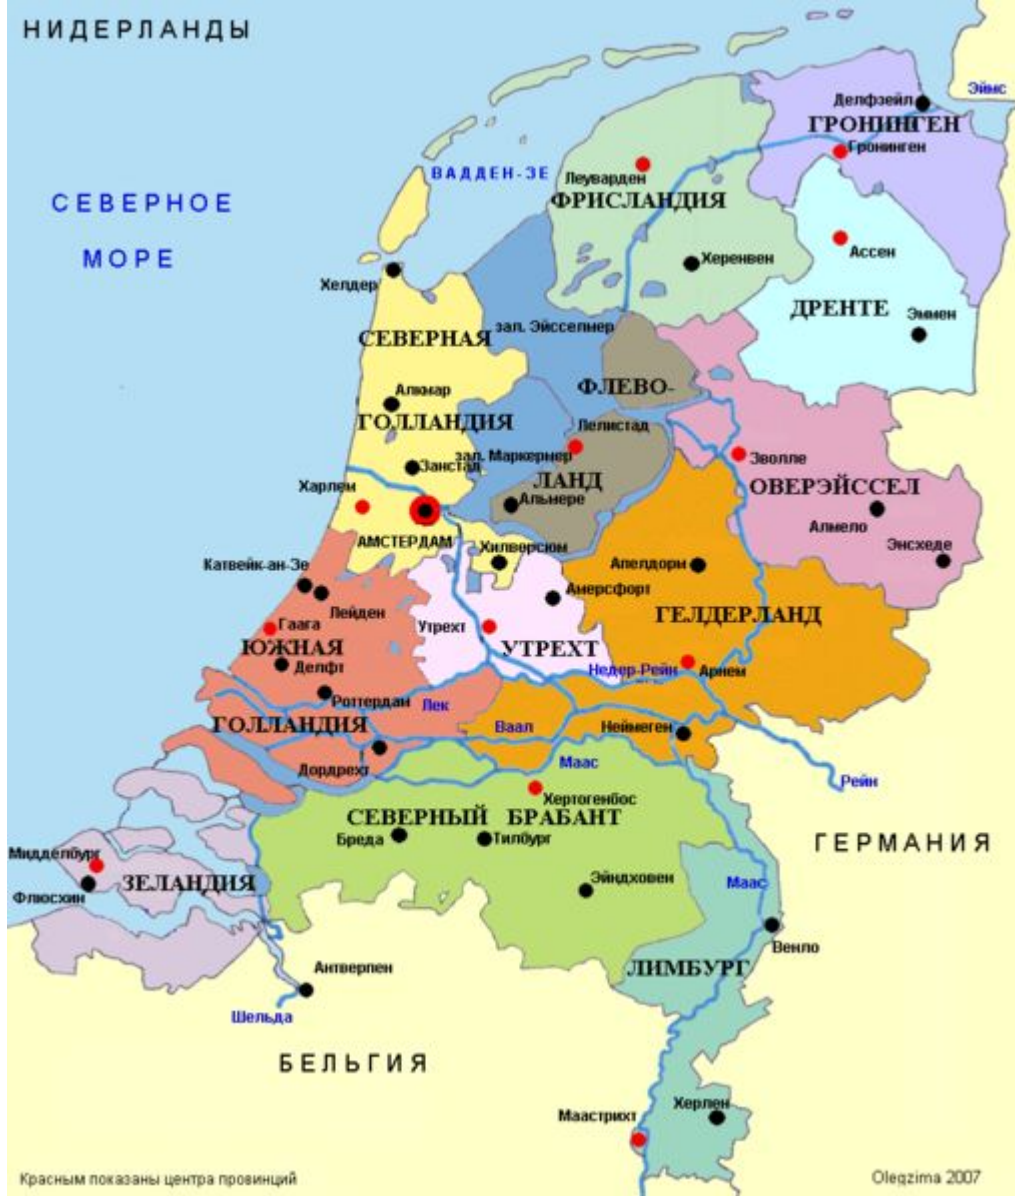 НИДЕРЛАНДЫ
Эймс
Делфзейл
ГРОНИНГЕН
Гронинген
ВАДДЕН-ЗЕ
Леуварден
ФРИСЛАНДИЯ
СЕВЕРНОЕ
МОРЕ
Ассен
Херенвен
Хелдер
ДРЕНТЕ
Эммен
зал. Эйсселмер
СЕВЕРНАЯ
ФЛЕВО-
Алкмар
ГОЛЛАНДИЯ
Лелистад
зал. Маркермер
Занстад
Зволле
ЛАНД
ОВЕРЭЙССЕЛ
Харлем
Альмере
Алмело
АМСТЕРДАМ
Хилверсюм
Энсхеде
Катвейк-ан-Зе
Апелдорм
Амерсфорт
Лейден
ГЕЛДЕРЛАНД
Гаага
Утрехт
ЮЖНАЯ
УТРЕХТ
Делфт
Недер-Рейн
Арнем
Роттердам
Лек
ГОЛЛАНДИЯ
Ваал
Неймеген
Дордрехт
Маас
Рейн
Хертогенбос
СЕВЕРНЫЙ БРАБАНТ
Бреда
Тилбург
ГЕРМАНИЯ
Мидделбург
ЗЕЛАНДИЯ
Эйндховен
Маас
Флюсхин
Венло
Антверпен
ЛИМБУРГ
Шельда
БЕЛЬГИЯ
Херлен
Маастрихт
Красным показаны центра провинций
Olegzima 2007